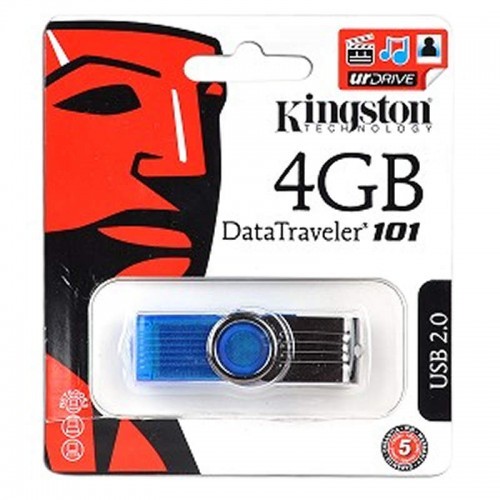 urDRIVE
Kingston
TECHNOLOGY
4GB
DataTraveler® 101
USB 2.0
5